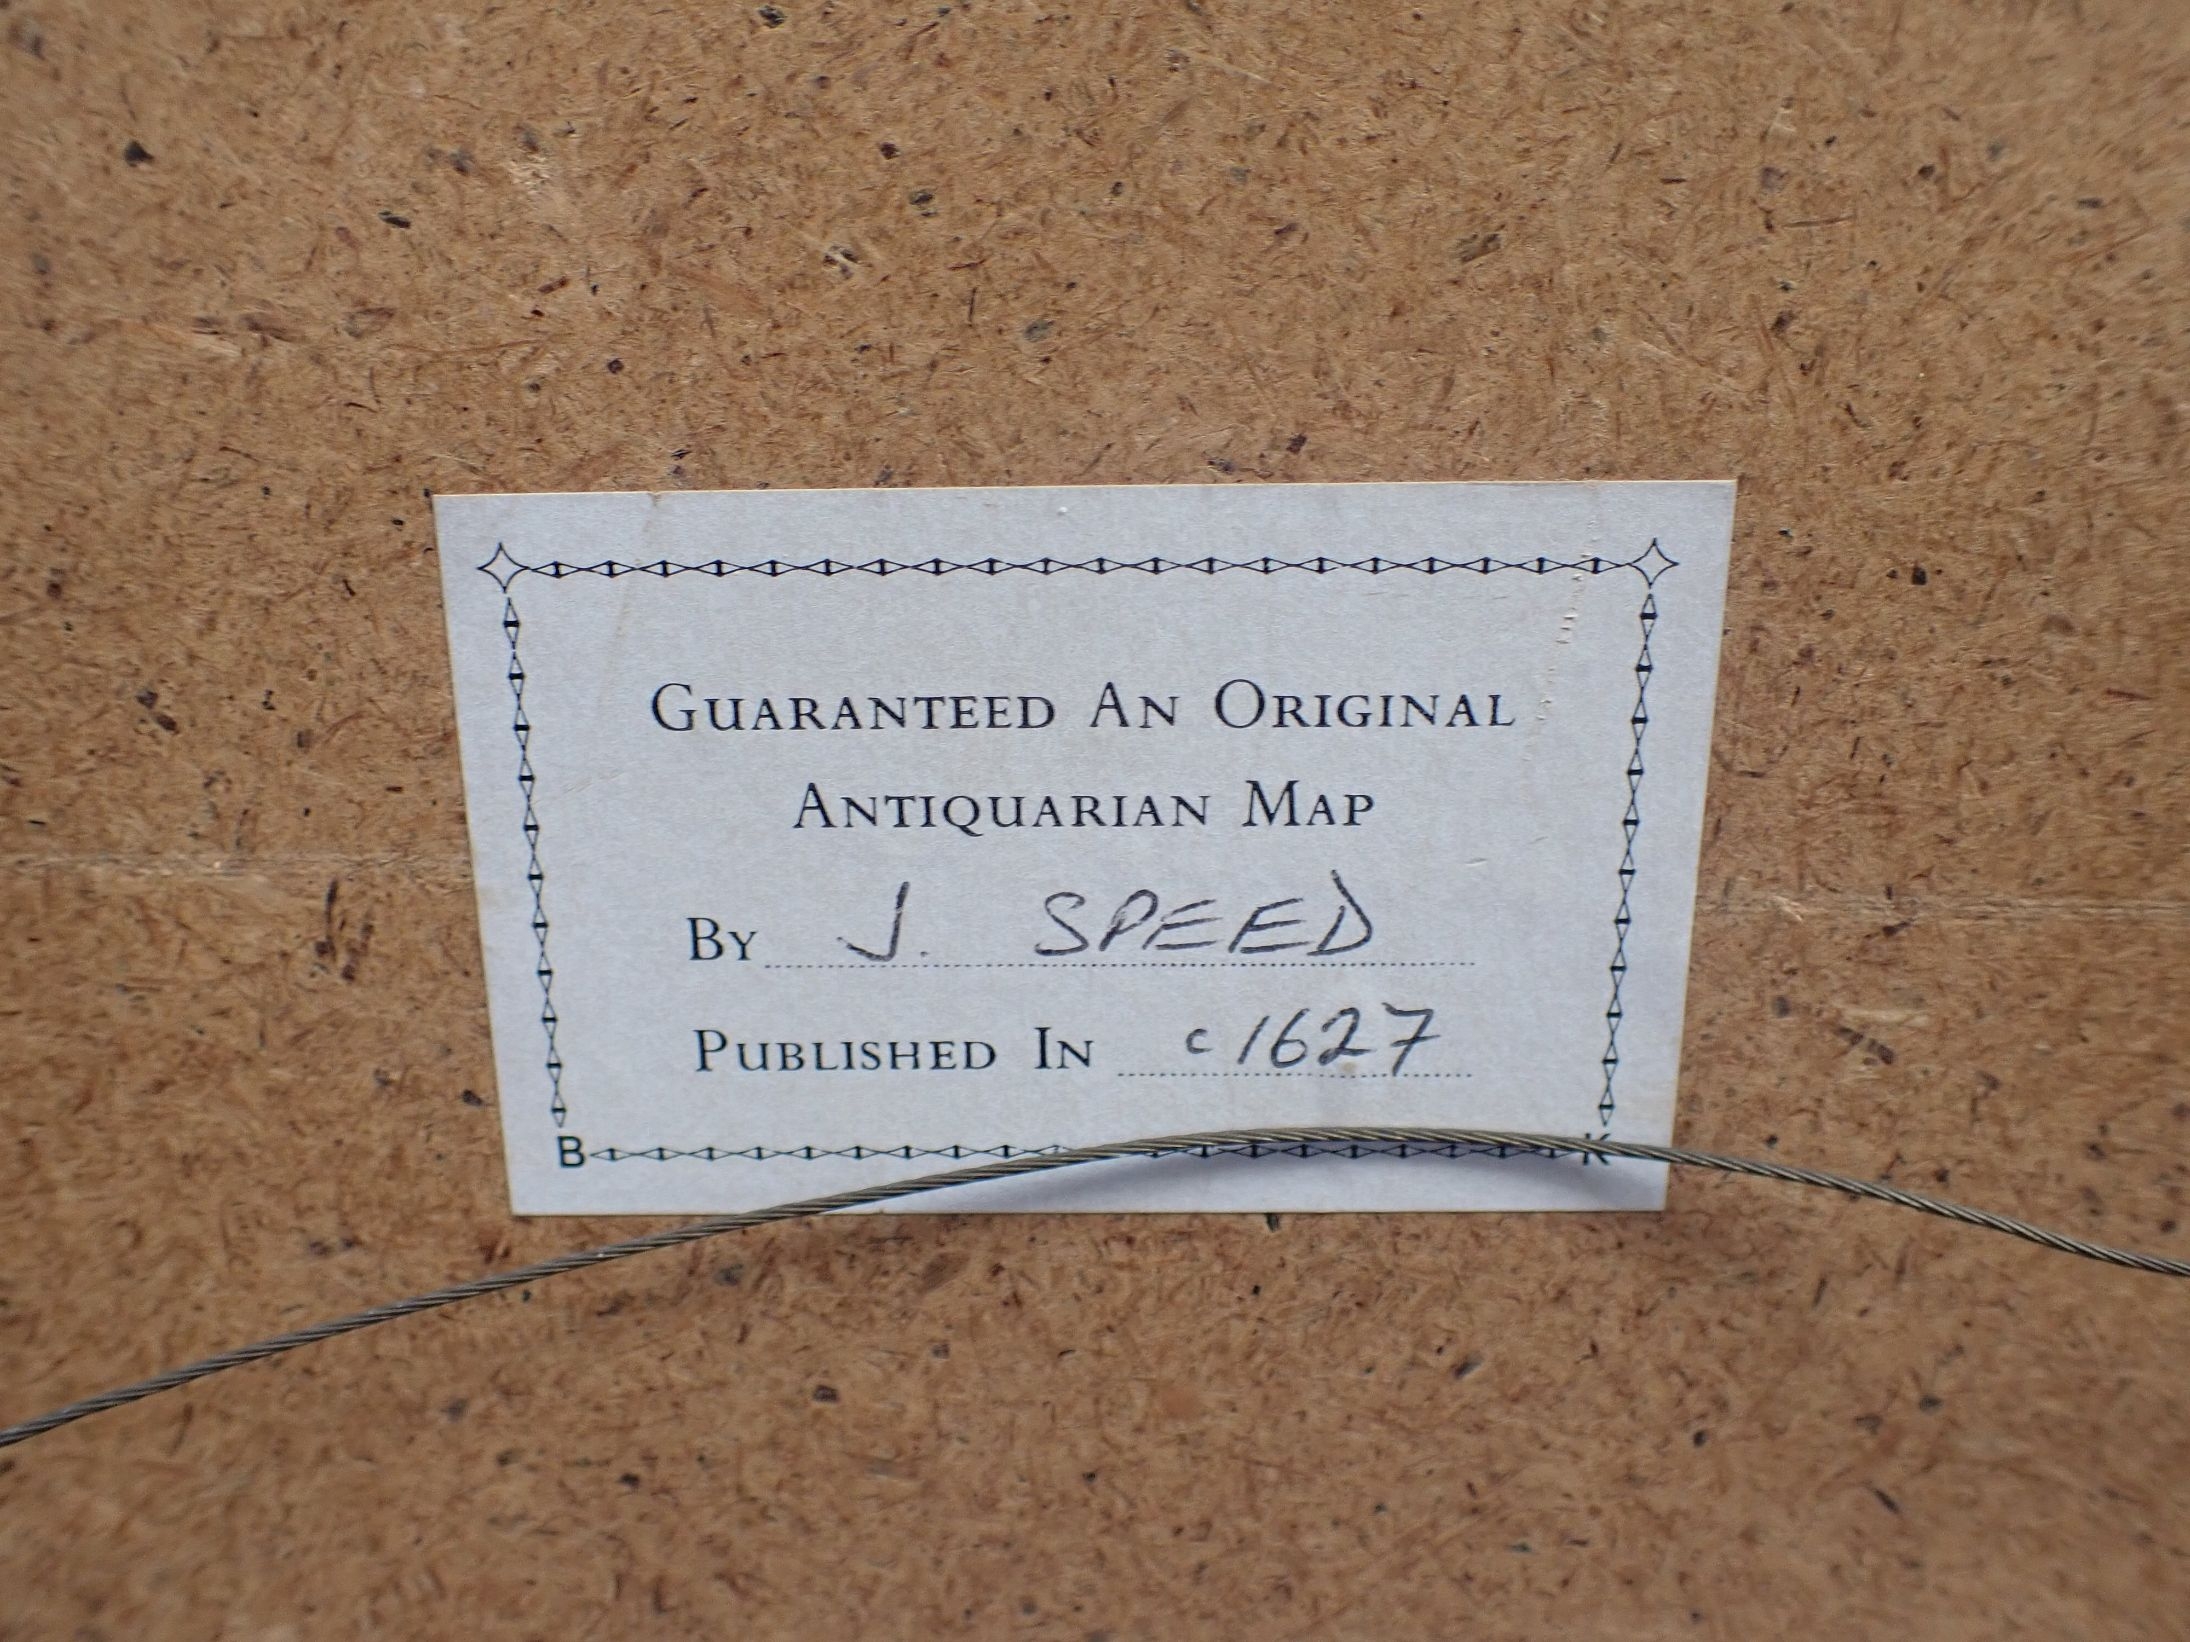 GUARANTEED AN ORIGINAL
ANTIQUARIAN MAP
BY J. SPEED
PUBLISHED IN c1627
B K